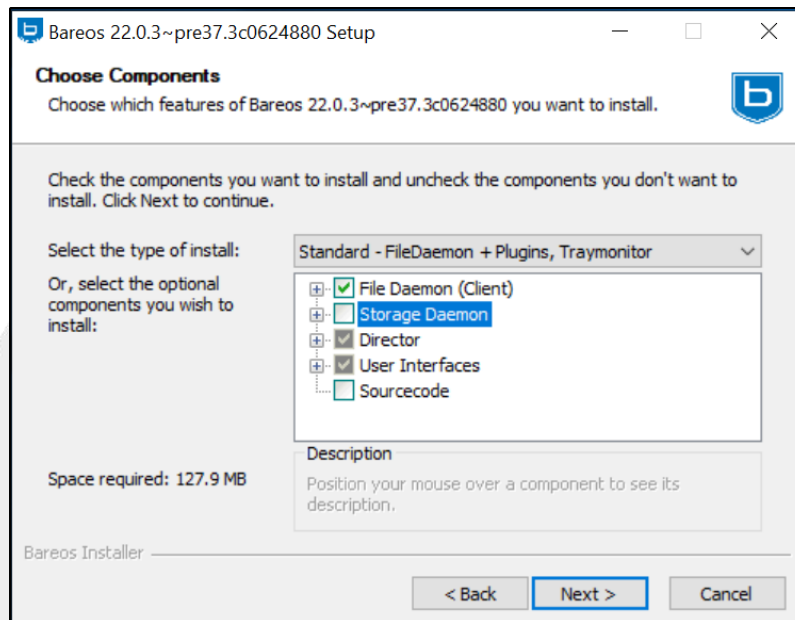 Bareos 22.0.3~pre37.3c0624880 Setup
Choose Components
Choose which features of Bareos 22.0.3~pre37.3c0624880 you want to install.
b
Check the components you want to install and uncheck the components you don't want to
install. Click Next to continue.
Select the type of install:
Standard - FileDaemon + Plugins, Traymonitor
Or, select the optional
components you wish to
install:
File Daemon (Client)
Storage Daemon
Director
User Interfaces
Sourcecode
Space required: 127.9 MB
Description
Position your mouse over a component to see its
description.
Bareos Installer
< Back
Next >
Cancel